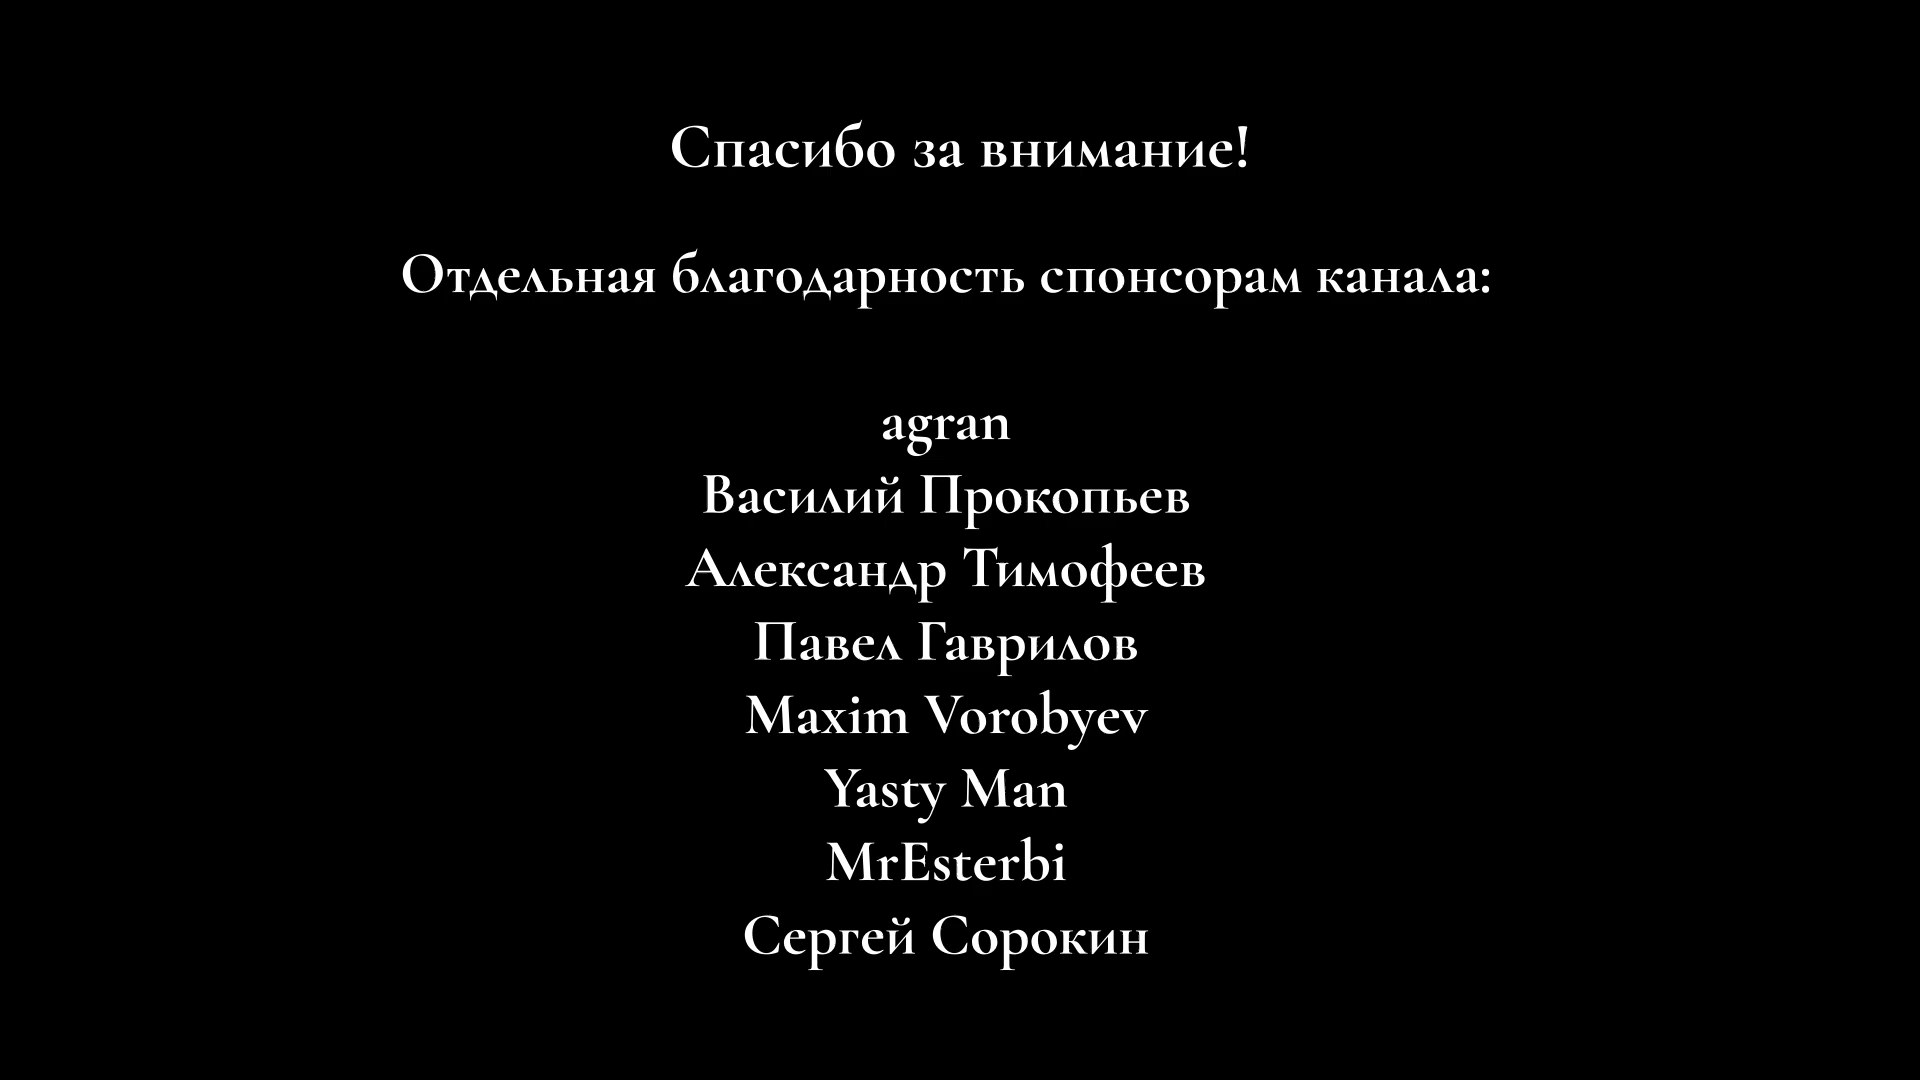 Спасибо за внимание!
Отдельная благодарность спонсорам канала:
agran
Василий Прокопьев
Александр Тимофеев
Павел Гаврилов
Maxim Vorobyev
Yasty Man
MrEsterbi
Сергей Сорокин